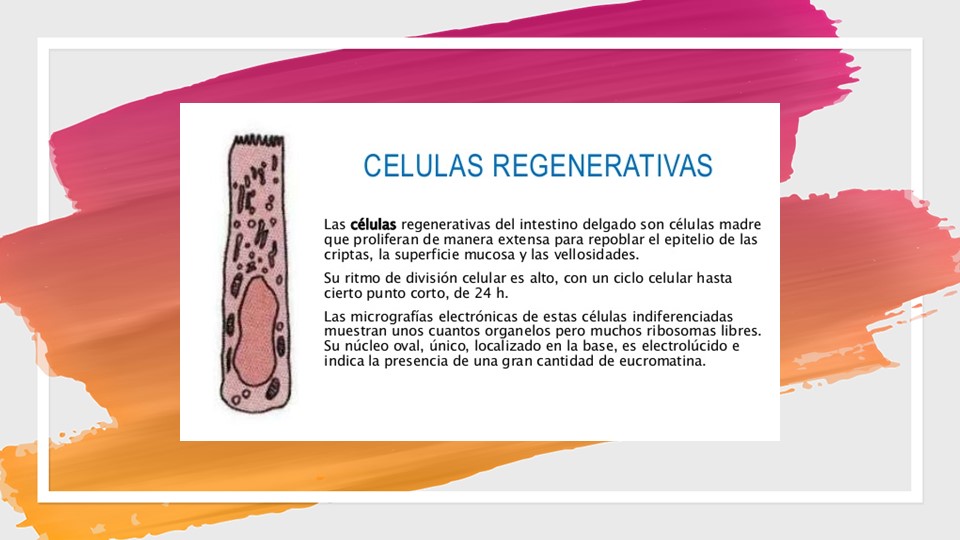 CELULAS REGENERATIVAS
Las células regenerativas del intestino delgado son células madre
que proliferan de manera extensa para repoblar el epitelio de las
criptas, la superficie mucosa y las vellosidades.
Su ritmo de división celular es alto, con un ciclo celular hasta
cierto punto corto, de 24 h.
Las micrografías electrónicas de estas células indiferenciadas
muestran unos cuantos organelos pero muchos ribosomas libres.
Su núcleo oval, único, localizado en la base, es electrolúcido e
indica la presencia de una gran cantidad de eucromatina.